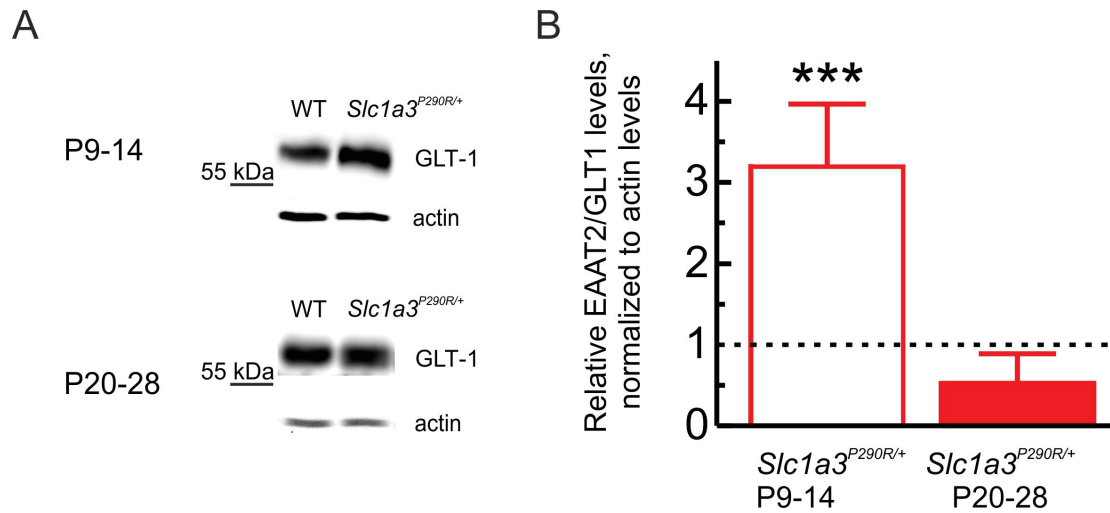 A
WT Slc1a3P290R/+
P9-14
GLT-1
55 kDa
actin
WT Slc1a3P290R/+
GLT-1
55 kDa
P20-28
actin
B
Relative EAAT2/GLT1 levels,
normalized to actin levels
***
4
3
2
1
0
Slc1a3P290R/+ Slc1a3P290R/+
P9-14 P20-28